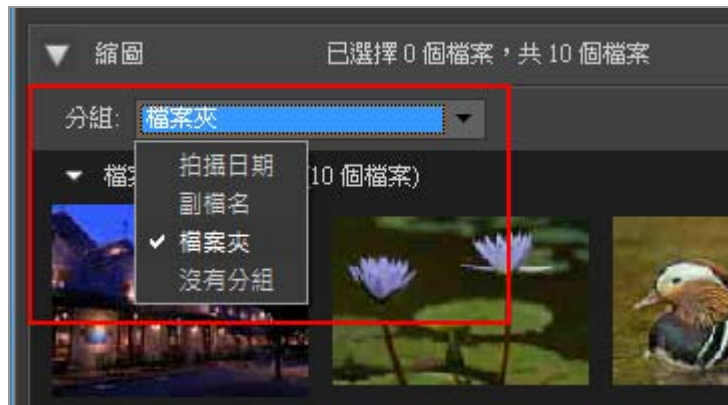 縮圖 已選擇 0 個檔案,共 10 個檔案
分組: 檔案夾
10 個檔案)
拍攝日期
副檔名
檔案夾
沒有分組